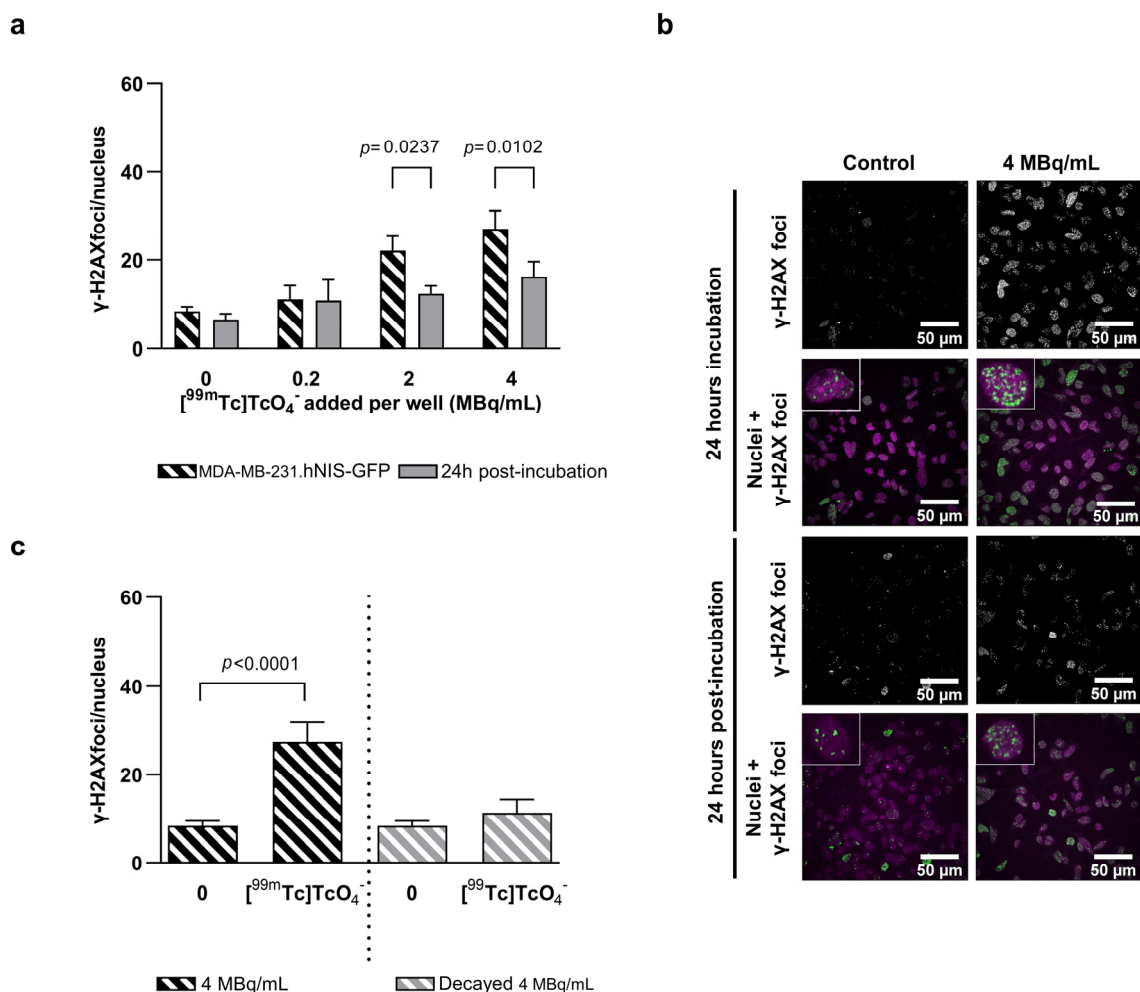 a
60
40
20
0
γ-H2AXfoci/nucleus
p=0.0237
p=0.0102
0 0.2 2 4
[⁹⁹ᵐTc]TcO₄⁻ added per well (MBq/mL)
MDA-MB-231.hNIS-GFP 24h post-incubation
b
Control 4 MBq/mL
24 hours incubation
γ-H2AX foci
50 µm 50 µm
Nuclei +
γ-H2AX foci
50 µm 50 µm
24 hours post-incubation
γ-H2AX foci
50 µm 50 µm
Nuclei +
γ-H2AX foci
50 µm 50 µm
c
60
40
20
0
γ-H2AXfoci/nucleus
p<0.0001
0 [⁹⁹ᵐTc]TcO₄⁻ 0 [⁹⁹Tc]TcO₄⁻
4 MBq/mL Decayed 4 MBq/mL